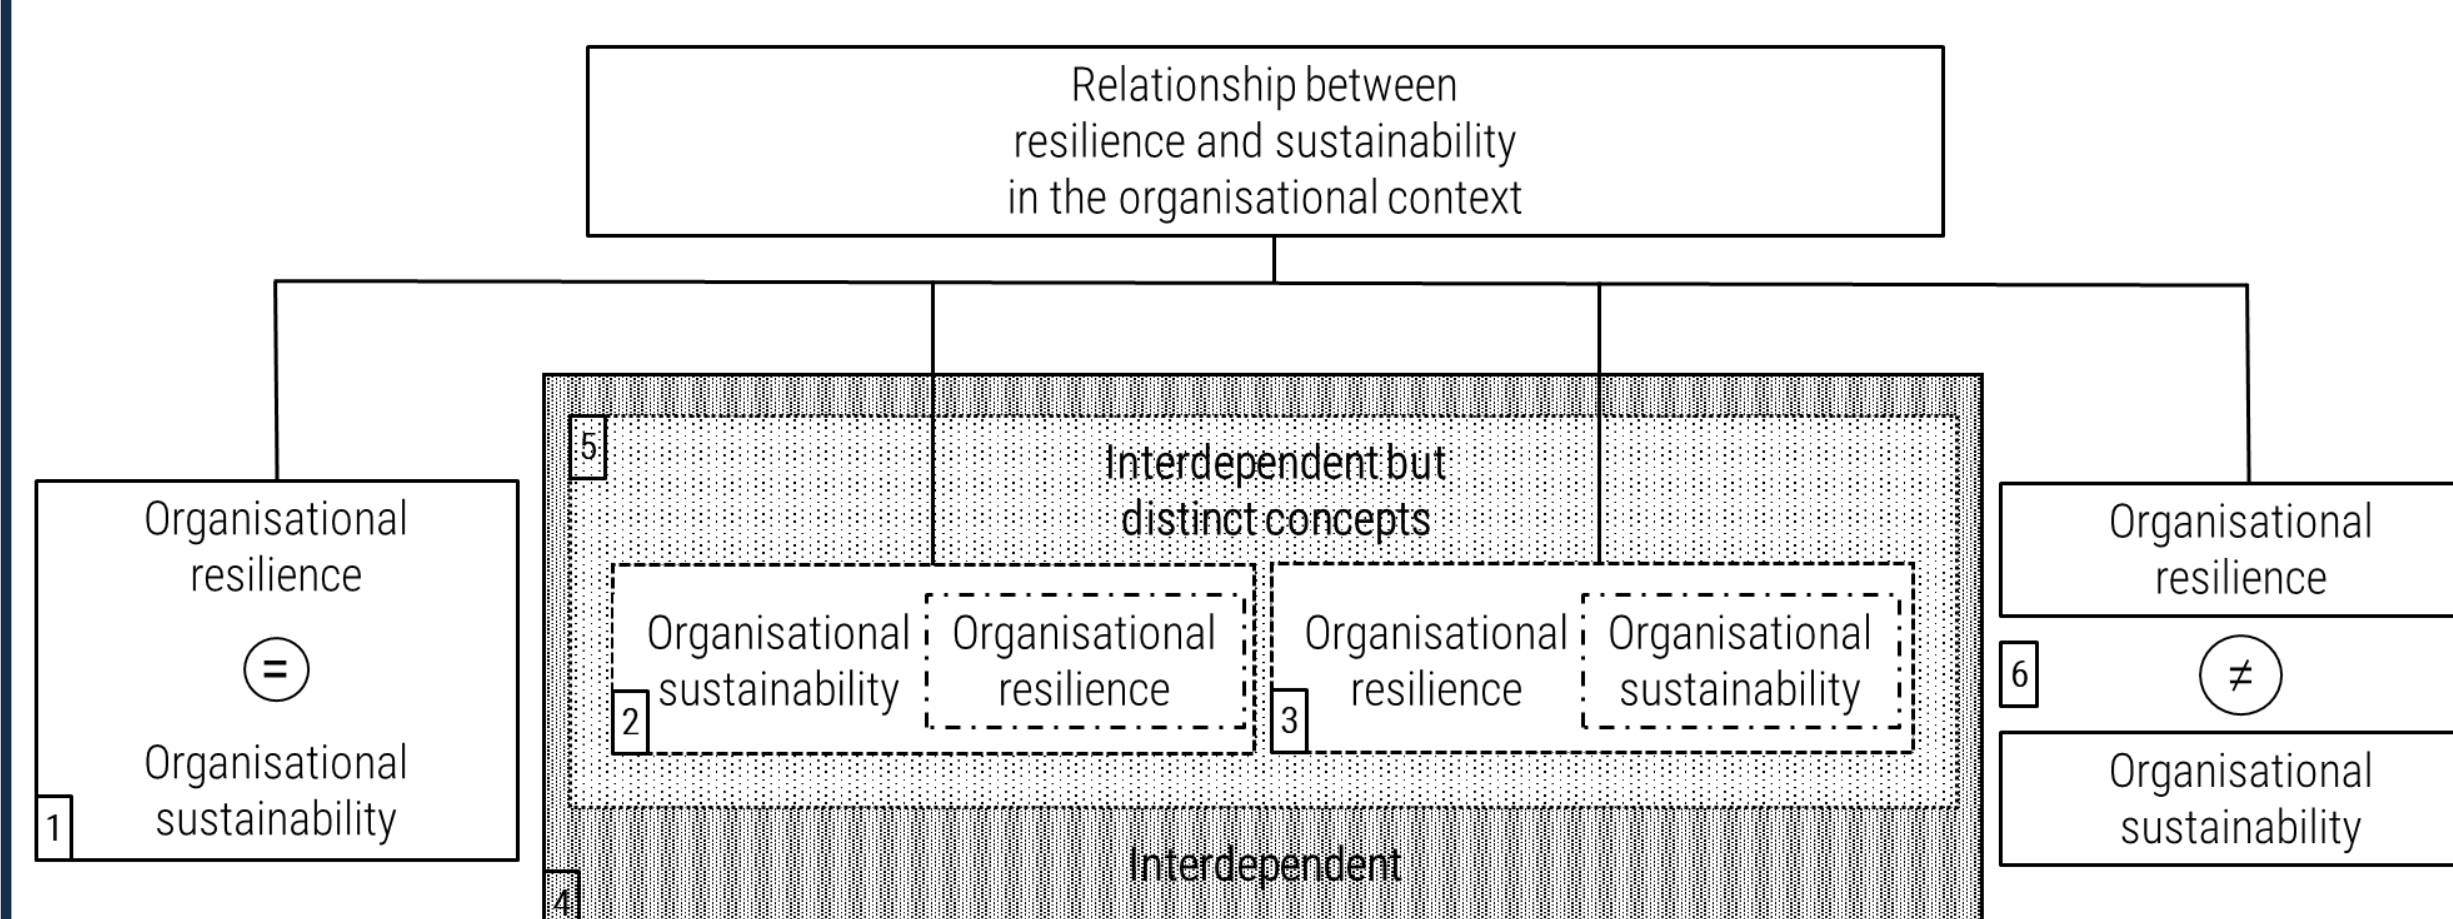 Relationship between
resilience and sustainability
in the organisational context
Organisational
resilience
=
Organisational
sustainability
1
5
Interdependent but
distinct concepts
Organisational
sustainability
2
Organisational
resilience
Organisational
resilience
3
Organisational
sustainability
Interdependent
4
Organisational
resilience
6
≠
Organisational
sustainability